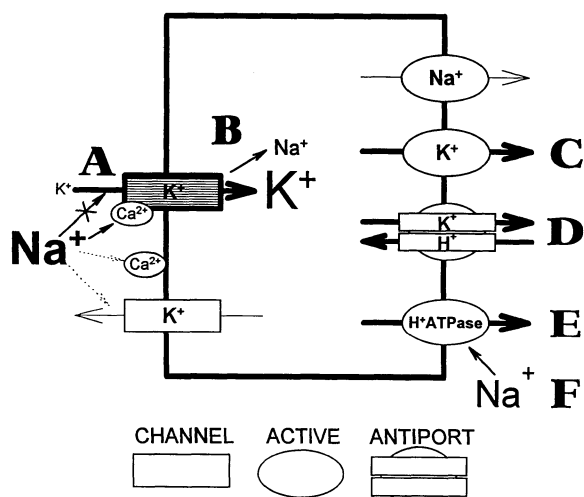 Na⁺
B
Na⁺
A
K⁺
K⁺
K⁺
Ca²⁺
Na⁺
Ca²⁺
K⁺
K⁺
C
K⁺
H⁺
D
H⁺ATPase
E
Na⁺
F
CHANNEL
ACTIVE
ANTIPORT